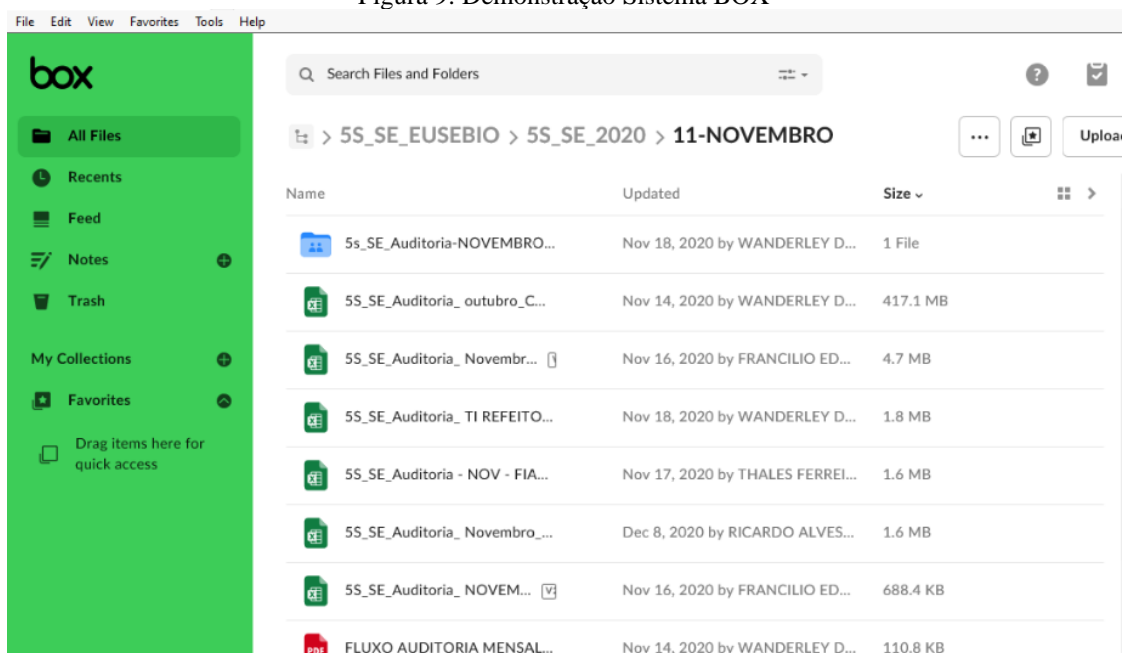 Figura 9: Demonstração Sistema BOX
File Edit View Favorites Tools Help
box
Search Files and Folders
All Files
Recents
Feed
Notes
Trash
My Collections
Favorites
Drag items here for
quick access
> 5S_SE_EUSEBIO > 5S_SE_2020 > 11-NOVEMBRO
...
Name Updated Size
5s_SE_Auditoria-NOVEMBRO... Nov 18, 2020 by WANDERLEY D... 1 File
5S_SE_Auditoria_ outubro_C... Nov 14, 2020 by WANDERLEY D... 417.1 MB
5S_SE_Auditoria_ Novembr... Nov 16, 2020 by FRANCILIO ED... 4.7 MB
5S_SE_Auditoria_ TI REFEITO... Nov 18, 2020 by WANDERLEY D... 1.8 MB
5S_SE_Auditoria - NOV - FIA... Nov 17, 2020 by THALES FERREI... 1.6 MB
5S_SE_Auditoria_ Novembro_... Dec 8, 2020 by RICARDO ALVES... 1.6 MB
5S_SE_Auditoria_ NOVEM... Nov 16, 2020 by FRANCILIO ED... 688.4 KB
PDF FLUXO AUDITORIA MENSAL... Nov 14, 2020 by WANDERLEY D... 110.8 KB